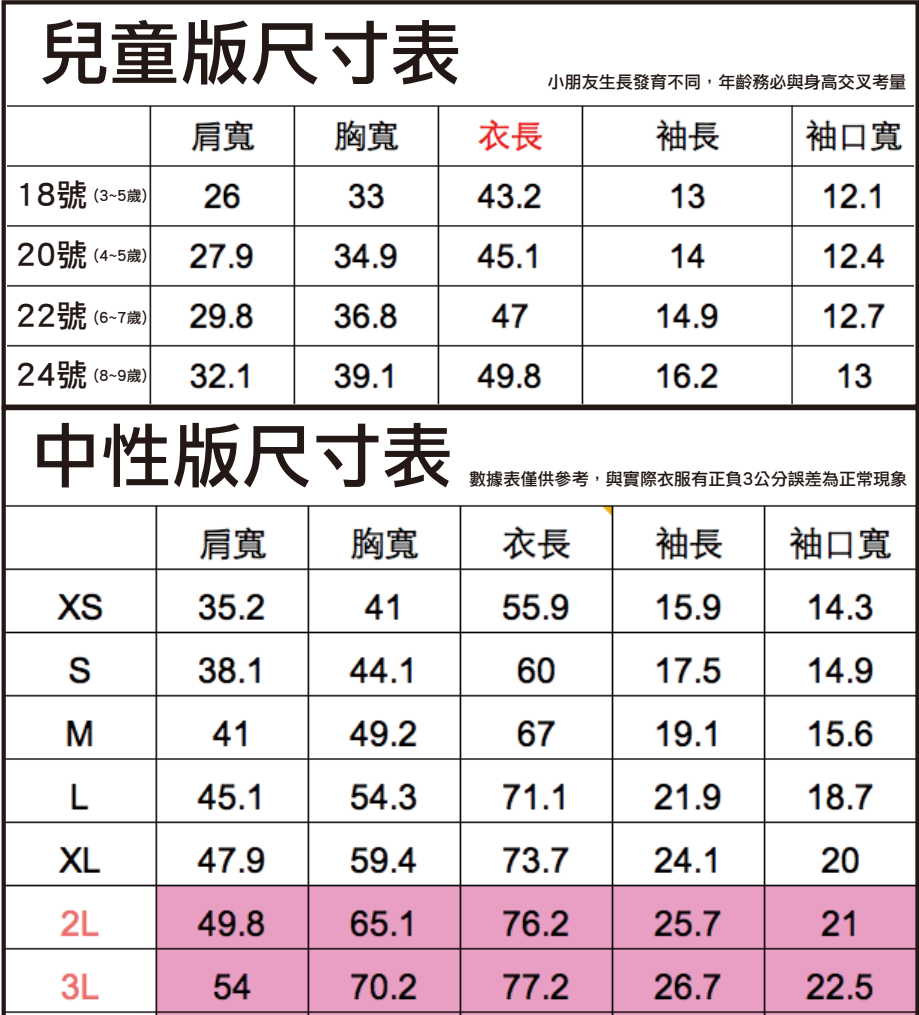 兒童版尺寸表
小朋友生長發育不同，年齡務必與身高交叉考量
肩寬 胸寬 衣長 袖長 袖口寬
18號 (3~5歲) 26 33 43.2 13 12.1
20號 (4~5歲) 27.9 34.9 45.1 14 12.4
22號 (6~7歲) 29.8 36.8 47 14.9 12.7
24號 (8~9歲) 32.1 39.1 49.8 16.2 13
中性版尺寸表
數據表僅供參考，與實際衣服有正負3公分誤差為正常現象
肩寬 胸寬 衣長 袖長 袖口寬
XS 35.2 41 55.9 15.9 14.3
S 38.1 44.1 60 17.5 14.9
M 41 49.2 67 19.1 15.6
L 45.1 54.3 71.1 21.9 18.7
XL 47.9 59.4 73.7 24.1 20
2L 49.8 65.1 76.2 25.7 21
3L 54 70.2 77.2 26.7 22.5